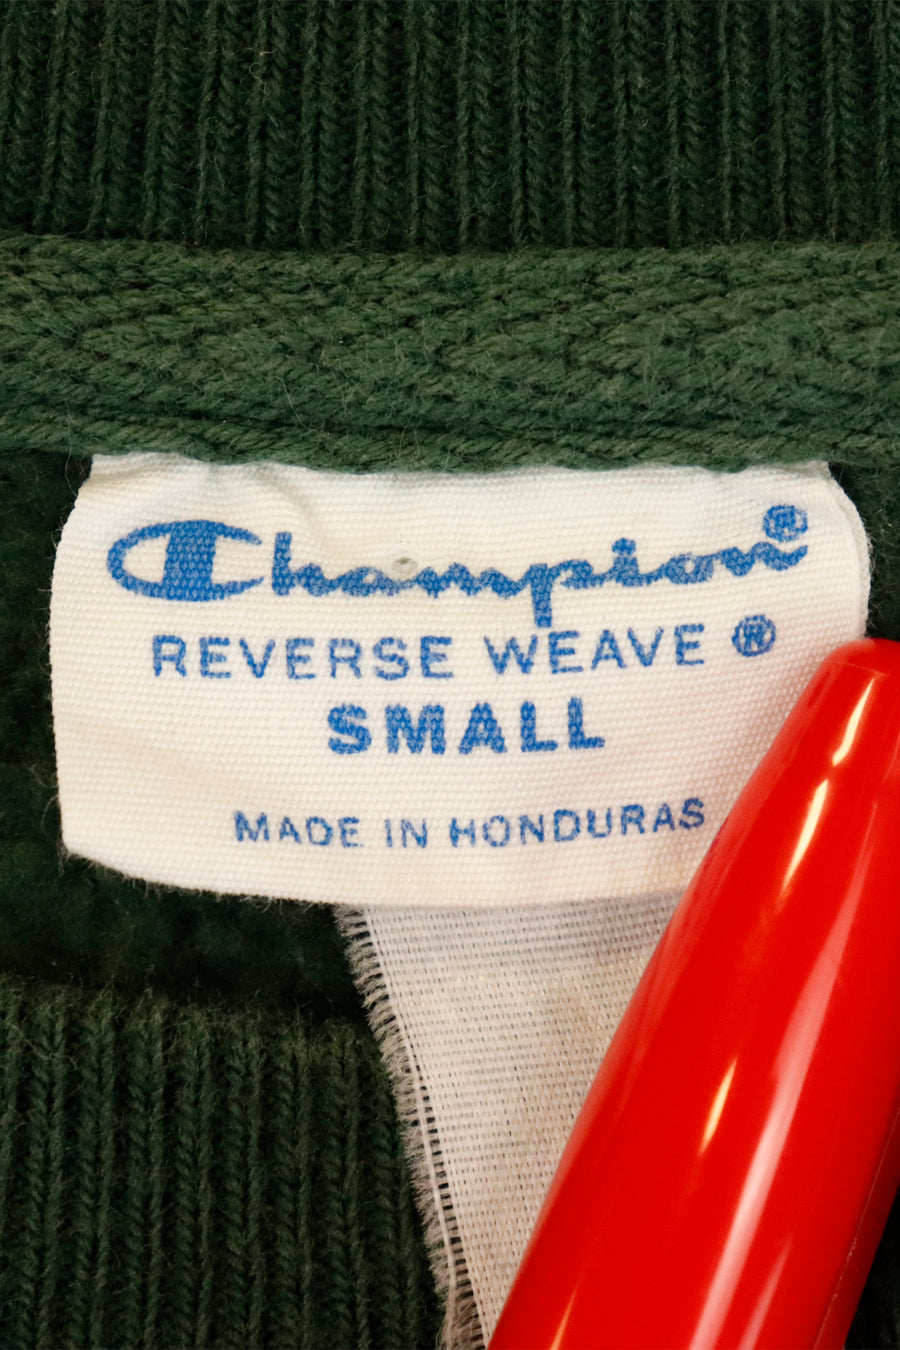 Champion®
REVERSE WEAVE®
SMALL
MADE IN HONDURAS